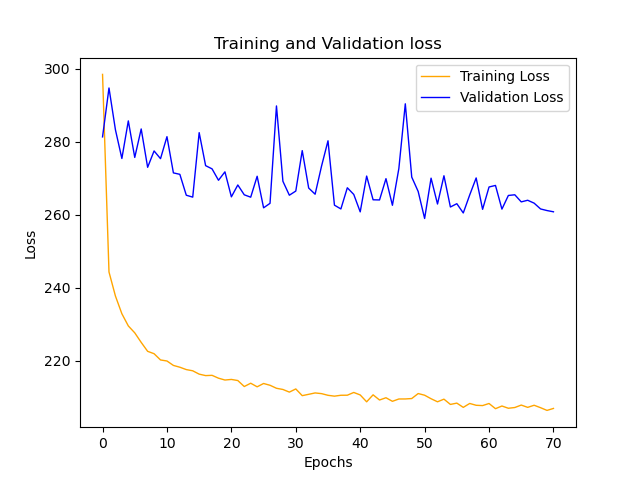 Training and Validation loss
Training Loss
Validation Loss
300
280
260
240
220
Loss
0 10 20 30 40 50 60 70
Epochs